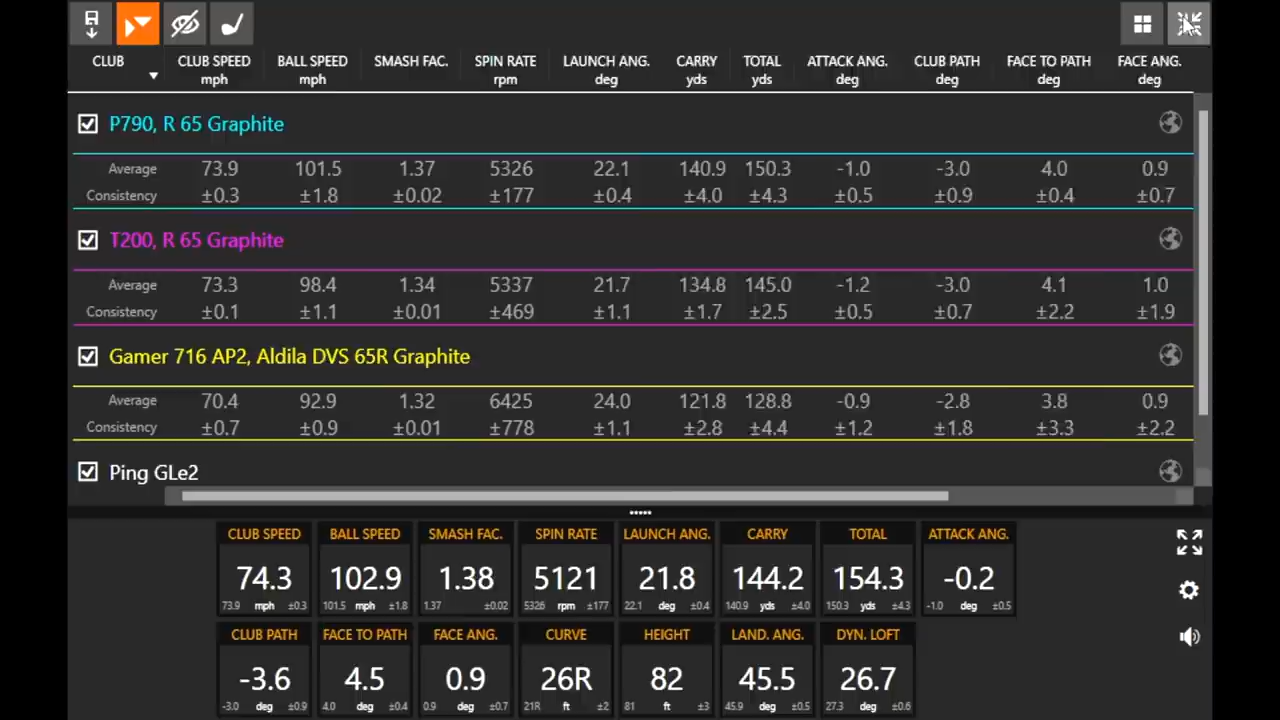 CLUB CLUB SPEED BALL SPEED SMASH FAC. SPIN RATE LAUNCH ANG. CARRY TOTAL ATTACK ANG. CLUB PATH FACE TO PATH FACE ANG.
mph mph rpm deg yds yds deg deg deg deg
P790, R 65 Graphite
Average 73.9 101.5 1.37 5326 22.1 140.9 150.3 -1.0 -3.0 4.0 0.9
Consistency ±0.3 ±1.8 ±0.02 ±177 ±0.4 ±4.0 ±4.3 ±0.5 ±0.9 ±0.4 ±0.7
T200, R 65 Graphite
Average 73.3 98.4 1.34 5337 21.7 134.8 145.0 -1.2 -3.0 4.1 1.0
Consistency ±0.1 ±1.1 ±0.01 ±469 ±1.1 ±1.7 ±2.5 ±0.5 ±0.7 ±2.2 ±1.9
Gamer 716 AP2, Aldila DVS 65R Graphite
Average 70.4 92.9 1.32 6425 24.0 121.8 128.8 -0.9 -2.8 3.8 0.9
Consistency ±0.7 ±0.9 ±0.01 ±778 ±1.1 ±2.8 ±4.4 ±1.2 ±1.8 ±3.3 ±2.2
Ping GLe2
CLUB SPEED BALL SPEED SMASH FAC. SPIN RATE LAUNCH ANG. CARRY TOTAL ATTACK ANG.
74.3 102.9 1.38 5121 21.8 144.2 154.3 -0.2
73.9 mph ±0.3 101.5 mph ±1.8 1.37 ±0.02 5326 rpm ±177 22.1 deg ±0.4 140.9 yds ±4.0 150.3 yds ±4.3 -1.0 deg ±0.5
CLUB PATH FACE TO PATH FACE ANG. CURVE HEIGHT LAND. ANG. DYN. LOFT
-3.6 4.5 0.9 26R 82 45.5 26.7
-3.0 deg ±0.9 4.0 deg ±0.4 0.9 deg ±0.7 21R ft ±2 81 ft ±3 45.9 deg ±0.5 27.3 deg ±0.6